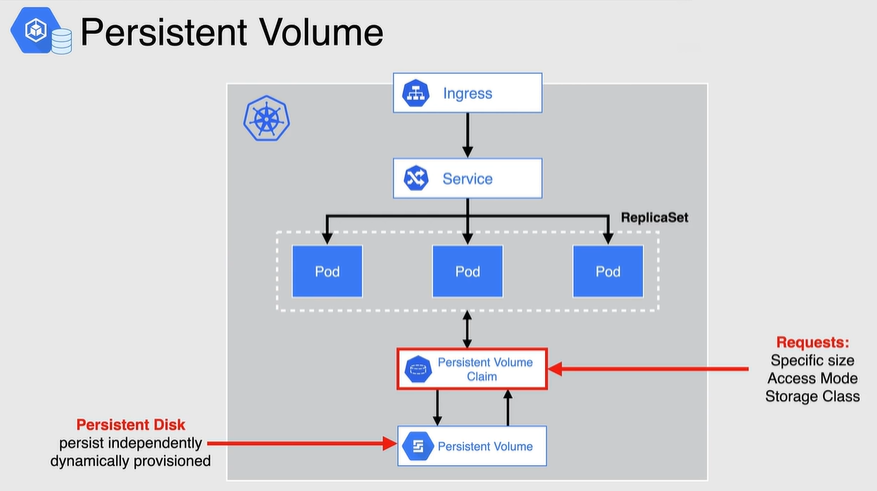 Persistent Volume
Ingress
Service
ReplicaSet
Pod
Pod
Pod
Persistent Volume
Claim
Requests:
Specific size
Access Mode
Storage Class
Persistent Disk
persist independently
dynamically provisioned
Persistent Volume